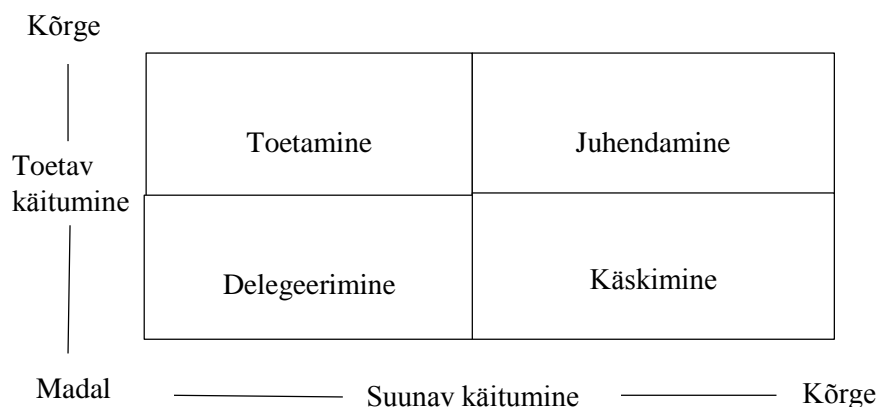 Kõrge
Toetamine
Juhendamine
Toetav
käitumine
Delegeerimine
Käskimine
Madal
Suunav käitumine
Kõrge